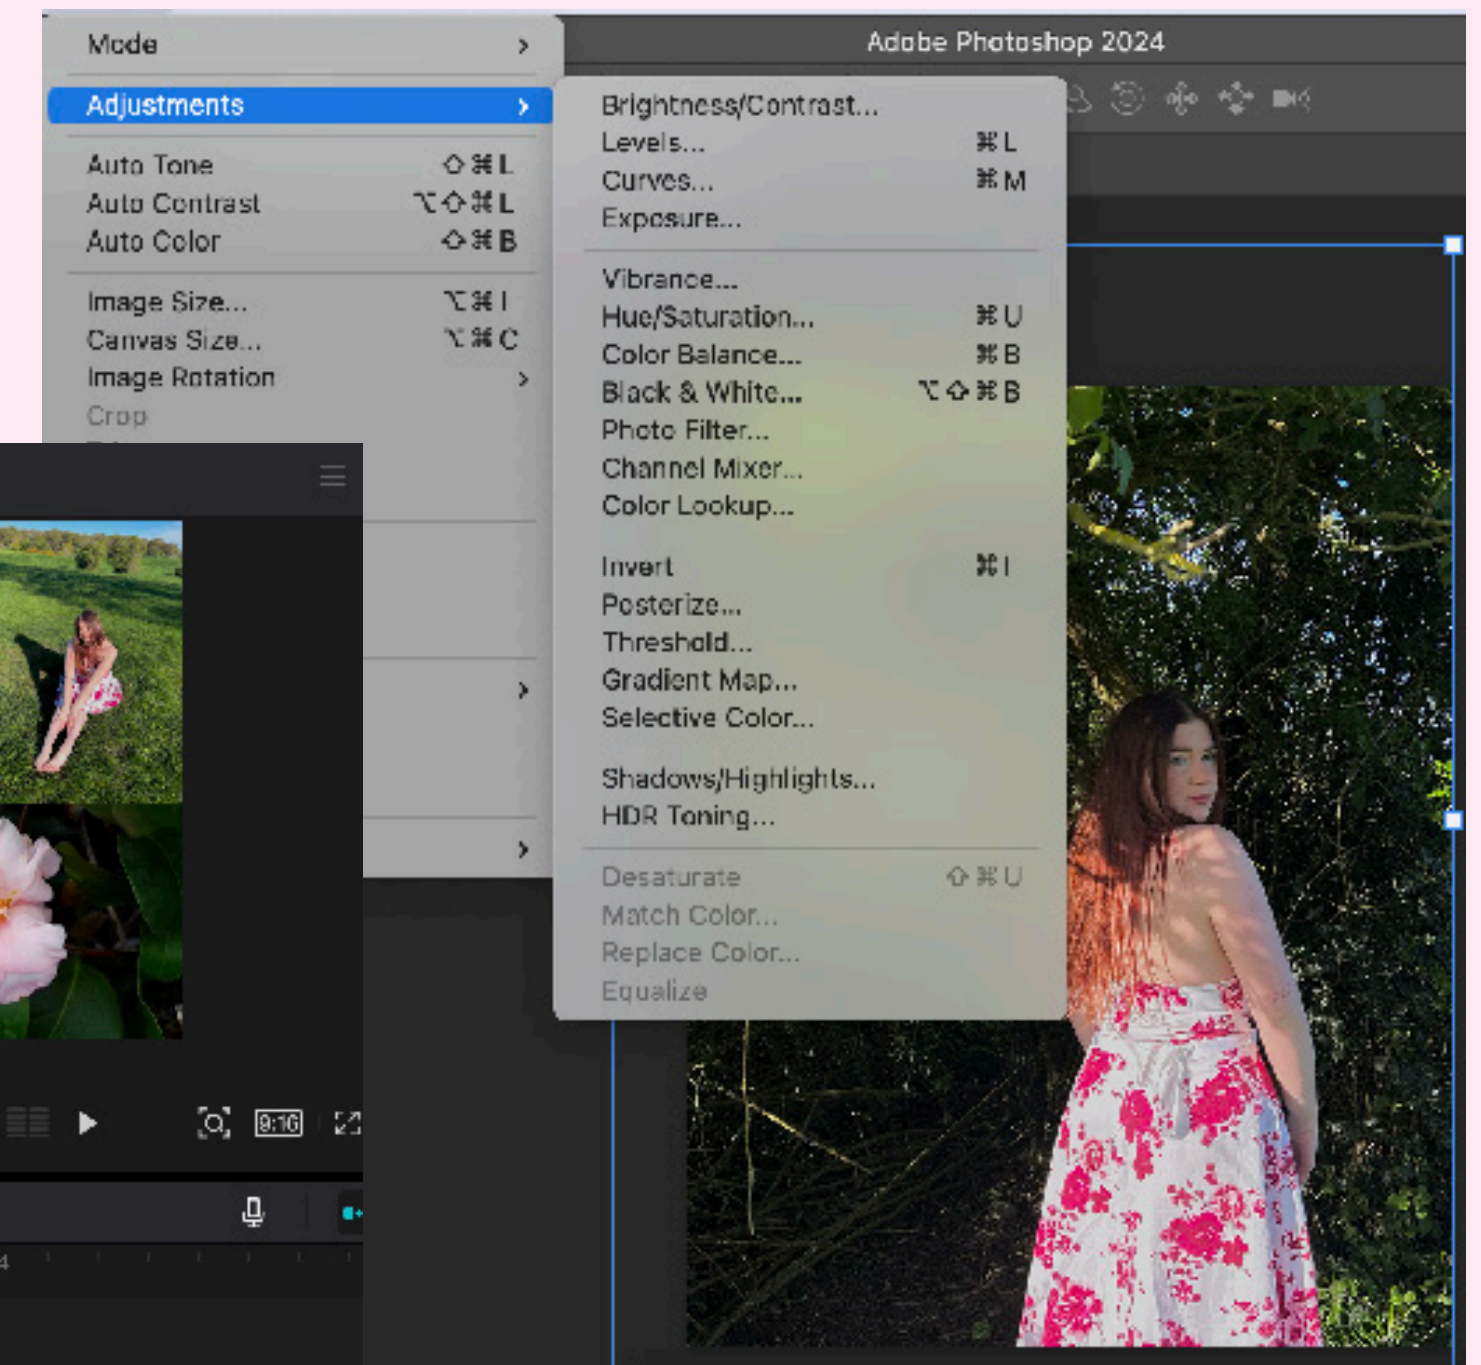 Adobe Photoshop 2024
Mode >
Adjustments >
Auto Tone ⇧⌘L
Auto Contrast ⌥⇧⌘L
Auto Color ⇧⌘B
Image Size... ⌥⌘I
Canvas Size... ⌥⌘C
Image Rotation >
Crop
Brightness/Contrast...
Levels... ⌘L
Curves... ⌘M
Exposure...
Vibrance...
Hue/Saturation... ⌘U
Color Balance... ⌘B
Black & White... ⌥⇧⌘B
Photo Filter...
Channel Mixer...
Color Lookup...
Invert ⌘I
Posterize...
Threshold...
Gradient Map...
Selective Color...
Shadows/Highlights...
HDR Toning...
Desaturate ⇧⌘U
Match Color...
Replace Color...
Equalize
9:16
4